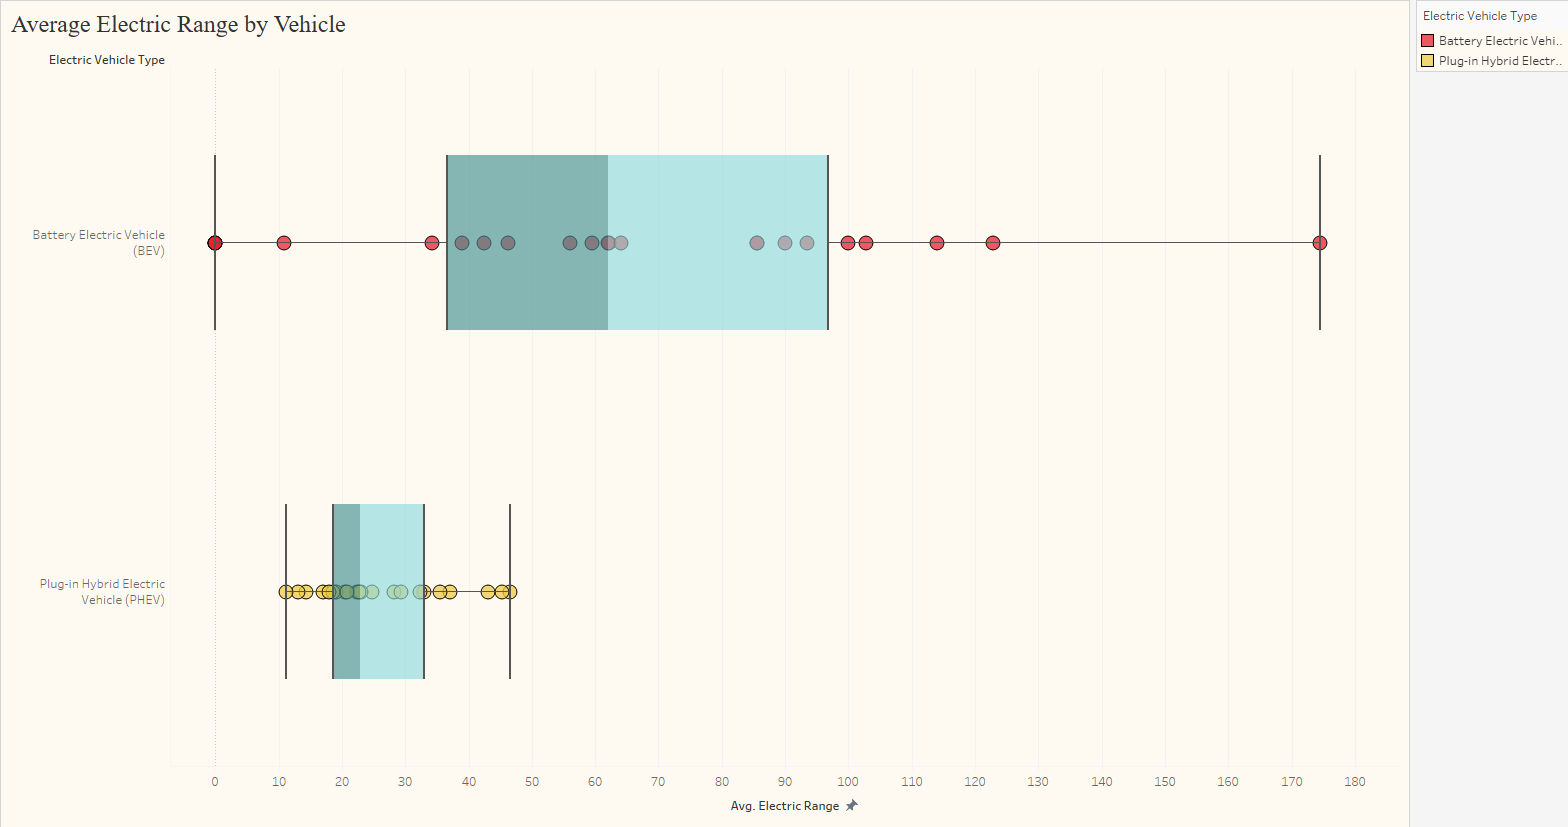 Average Electric Range by Vehicle
Electric Vehicle Type
Battery Electric Vehi..
Plug-in Hybrid Electr..
Electric Vehicle Type
Battery Electric Vehicle
(BEV)
Plug-in Hybrid Electric
Vehicle (PHEV)
0 10 20 30 40 50 60 70 80 90 100 110 120 130 140 150 160 170 180
Avg. Electric Range